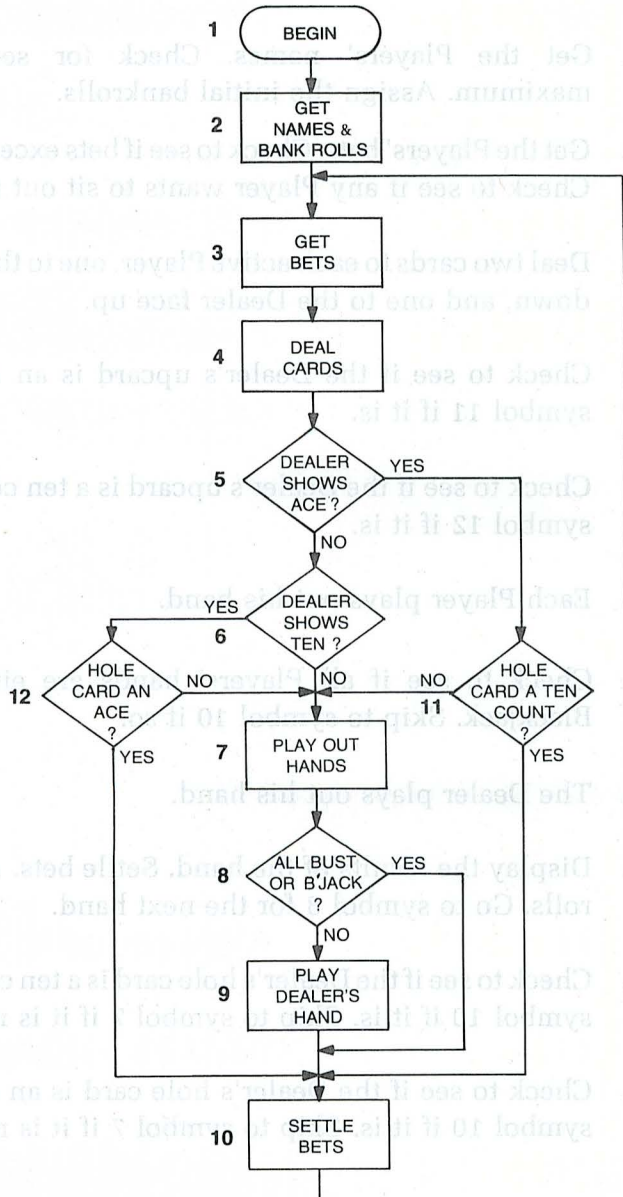 1
BEGIN
2
GET
NAMES &
BANK ROLLS
3
GET
BETS
4
DEAL
CARDS
5
DEALER
SHOWS
ACE ?
YES
NO
6
YES
DEALER
SHOWS
TEN ?
NO
12
HOLE
CARD AN
ACE
?
NO
YES
11
NO
HOLE
CARD A TEN
COUNT
?
YES
7
PLAY OUT
HANDS
8
ALL BUST
OR B'JACK
?
YES
NO
9
PLAY
DEALER'S
HAND
10
SETTLE
BETS